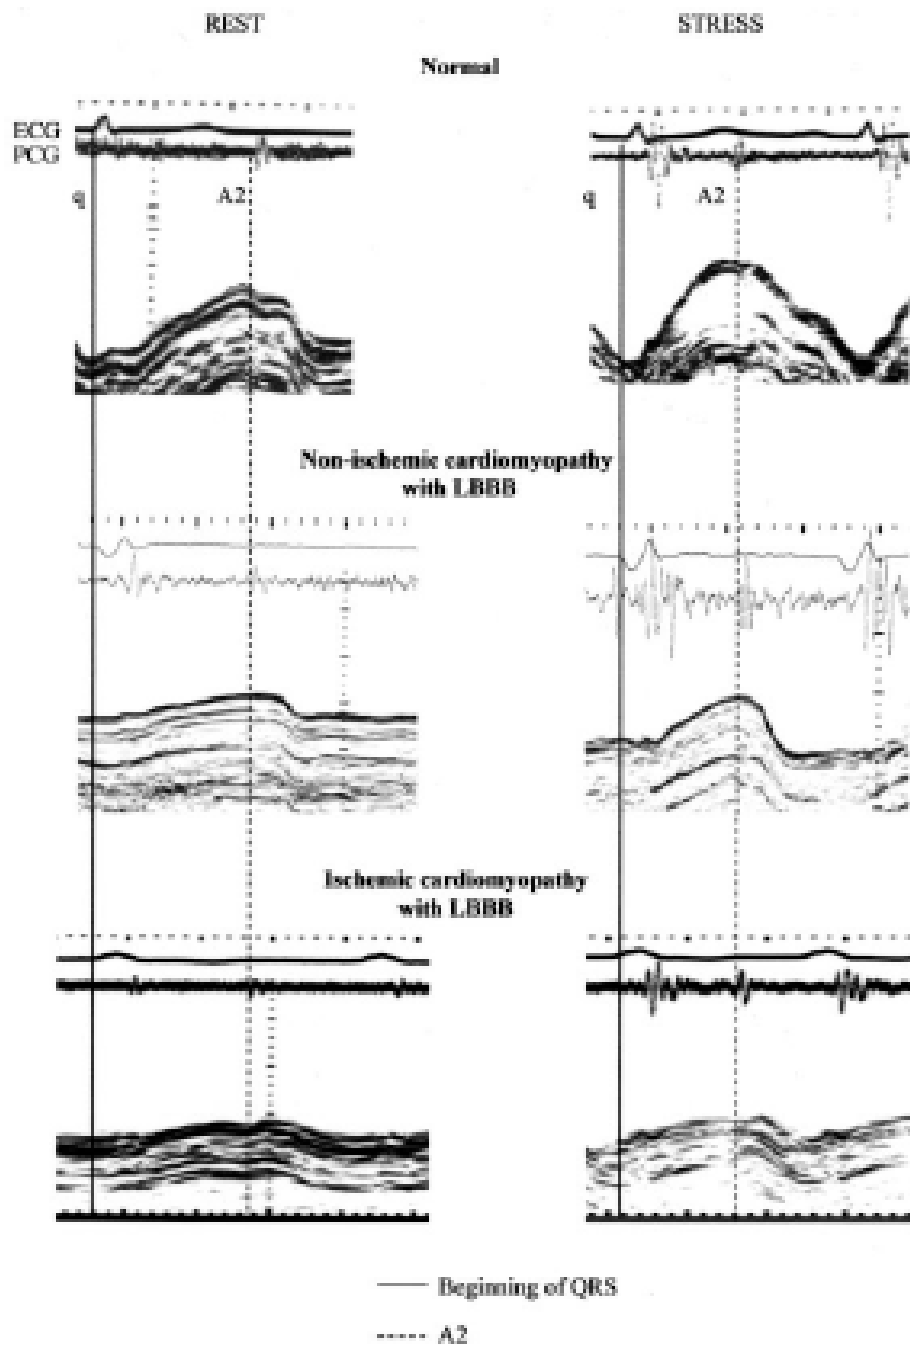 REST
STRESS
Normal
ECG
PCG
q
A2
q
A2
Non-ischemic cardiomyopathy
with LBBB
Ischemic cardiomyopathy
with LBBB
Beginning of QRS
A2